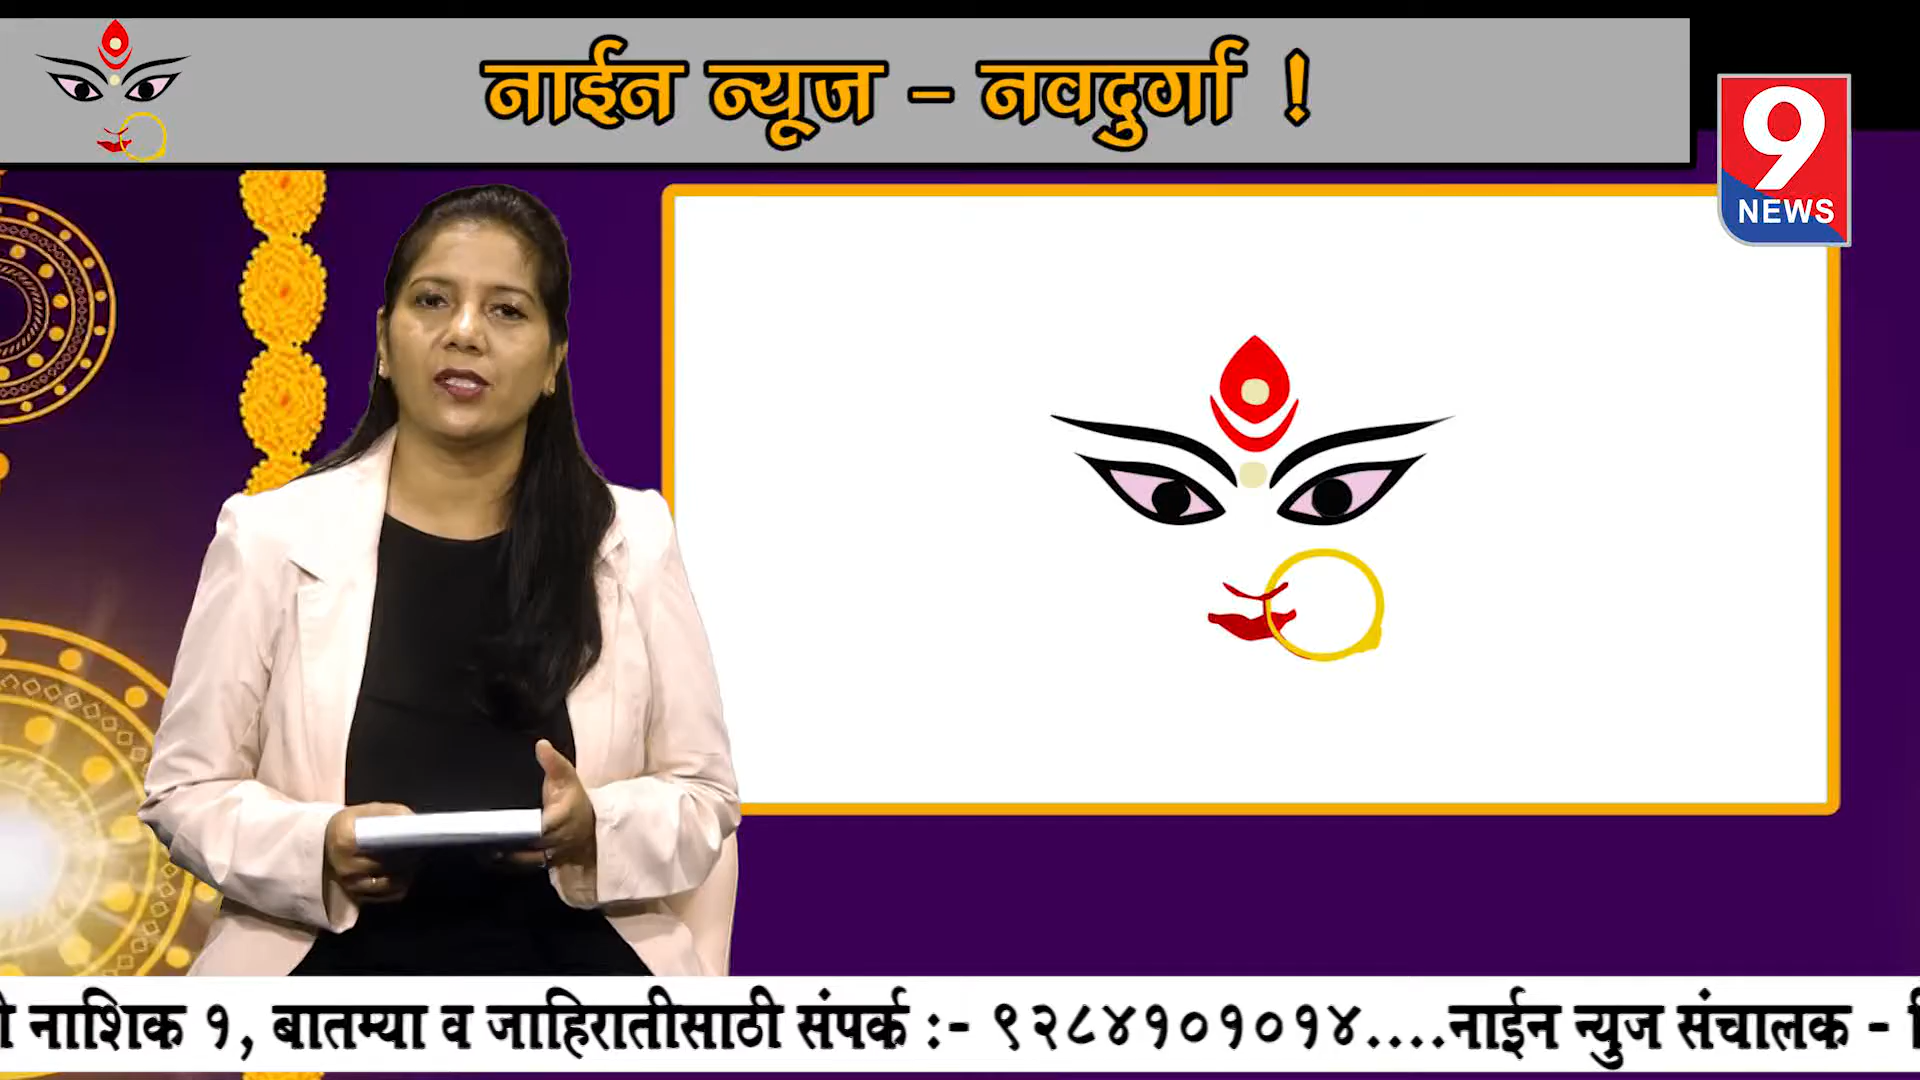 नाईन न्यूज – नवदुर्गा !
9
NEWS
नाशिक १, बातम्या व जाहिरातीसाठी संपर्क :- ९२८४१०१०१४....नाईन न्युज संचालक -